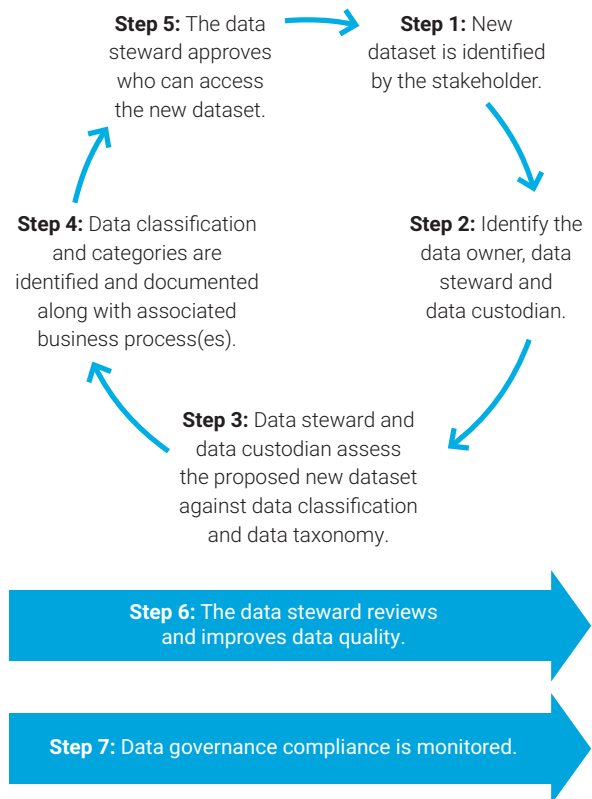 Step 1: New
dataset is identified
by the stakeholder.
Step 2: Identify the
data owner, data
steward and
data custodian.
Step 3: Data steward and
data custodian assess
the proposed new dataset
against data classification
and data taxonomy.
Step 4: Data classification
and categories are
identified and documented
along with associated
business process(es).
Step 5: The data
steward approves
who can access
the new dataset.
Step 6: The data steward reviews
and improves data quality.
Step 7: Data governance compliance is monitored.